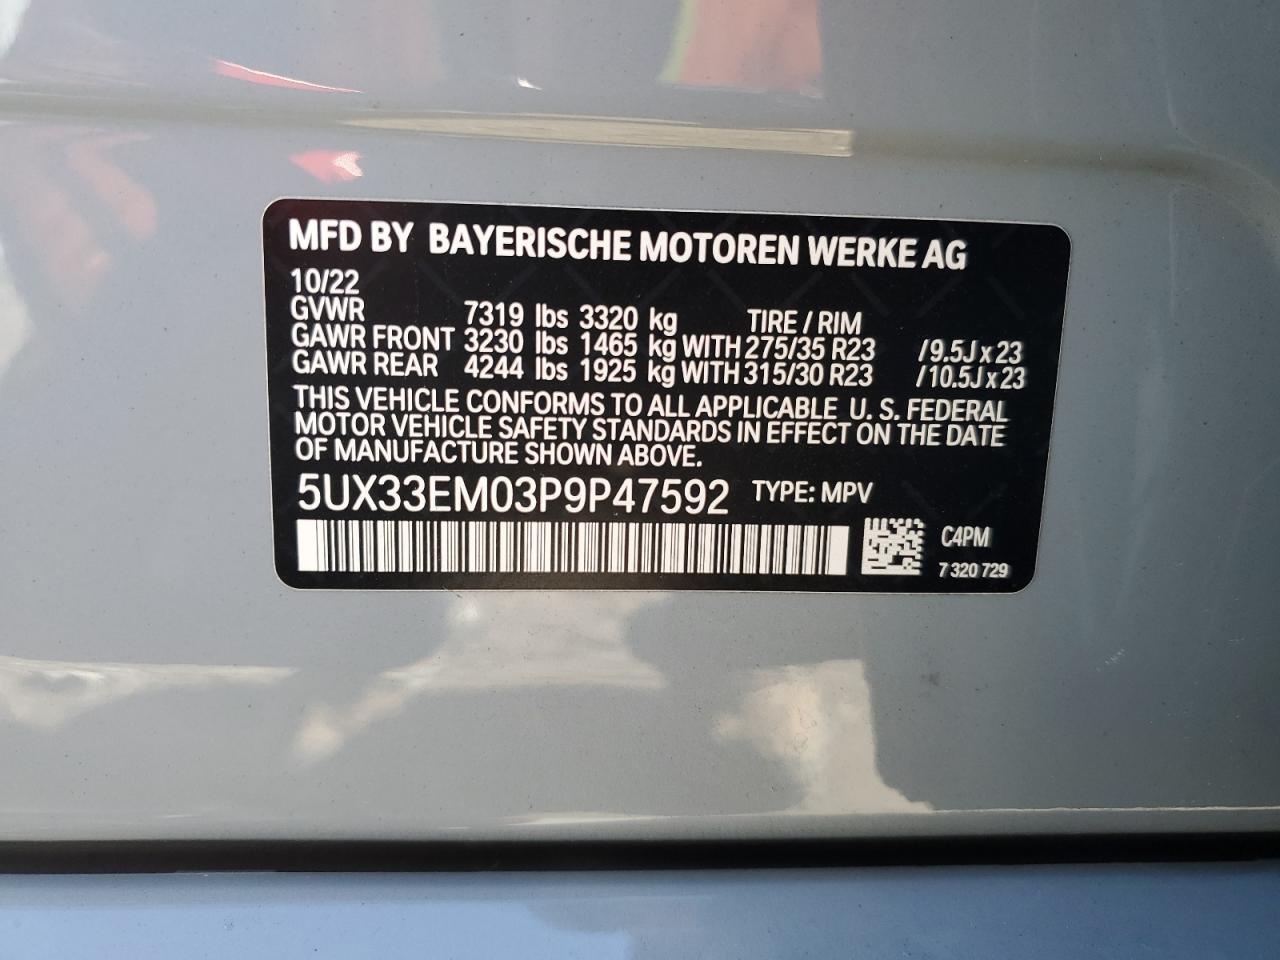 MFD BY BAYERISCHE MOTOREN WERKE AG
10/22
GVWR 7319 lbs 3320 kg TIRE / RIM
GAWR FRONT 3230 lbs 1465 kg WITH 275/35 R23 /9.5J x 23
GAWR REAR 4244 lbs 1925 kg WITH 315/30 R23 /10.5J x 23
THIS VEHICLE CONFORMS TO ALL APPLICABLE U. S. FEDERAL
MOTOR VEHICLE SAFETY STANDARDS IN EFFECT ON THE DATE
OF MANUFACTURE SHOWN ABOVE.
5UX33EM03P9P47592 TYPE: MPV
C4PM
7 320 729